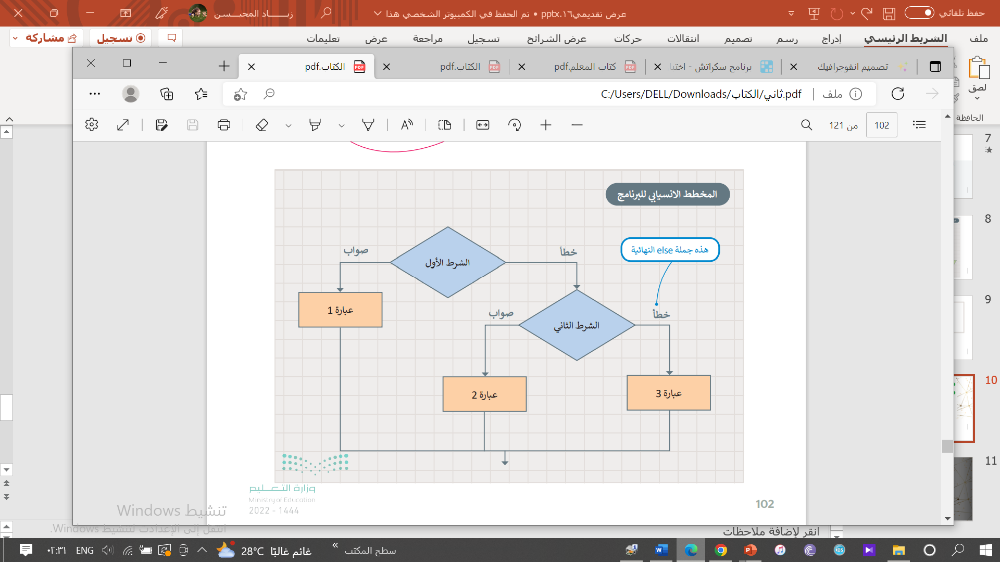 حفظ تلقائي
عرض تقديمي١٦.pptx • تم الحفظ في الكمبيوتر الشخصي هذا
زيـــــاد المحيـــسن
ملف
الشريط الرئيسي
إدراج
رسم
تصميم
انتقالات
حركات
عرض الشرائح
تسجيل
مراجعة
عرض
تعليمات
تسجيل
مشاركة
لصق
الحافظة
تصميم انفوجرافيك
برنامج سكراتش - اختبا
كتاب المعلم.pdf
الكتاب.pdf
الكتاب.pdf
ملف
C:/Users/DELL/Downloads/ثاني/الكتاب.pdf
102
من 121
المخطط الانسيابي للبرنامج
هذه جملة else النهائية
الشرط الأول
صواب
خطأ
عبارة 1
الشرط الثاني
صواب
خطأ
عبارة 2
عبارة 3
وزارة التعليم
Ministry of Education
2022 - 1444
102
7
8
9
10
11
تنشيط Windows
انتقل إلى الإعدادت لتنشيط Windows.
انقر لإضافة ملاحظات
سطح المكتب
»
28°C غائم غالبًا
ENG
٠٢:٣١